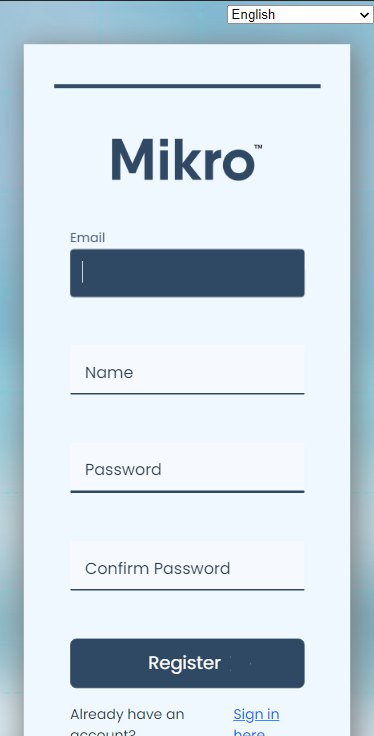 English
Mikro™
Email
Name
Password
Confirm Password
Register
Already have an Sign in
account? here